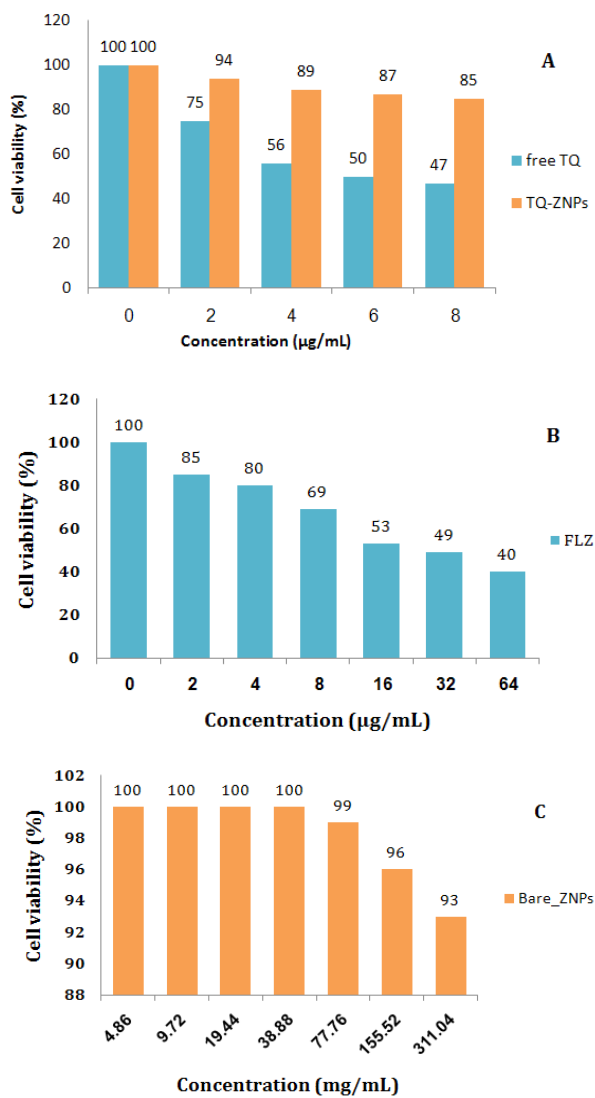 120
100
80
60
40
20
0
Cell viability (%)
100 100
75
94
56
89
50
87
47
85
A
free TQ
TQ-ZNPs
0 2 4 6 8
Concentration (µg/mL)
120
100
80
60
40
20
0
Cell viability (%)
100
85
80
69
53
49
40
B
FLZ
0 2 4 8 16 32 64
Concentration (µg/mL)
102
100
98
96
94
92
90
88
Cell viability (%)
100 100 100 100
99
96
93
C
Bare_ZNPs
4.86 9.72 19.44 38.88 77.76 155.52 311.04
Concentration (mg/mL)